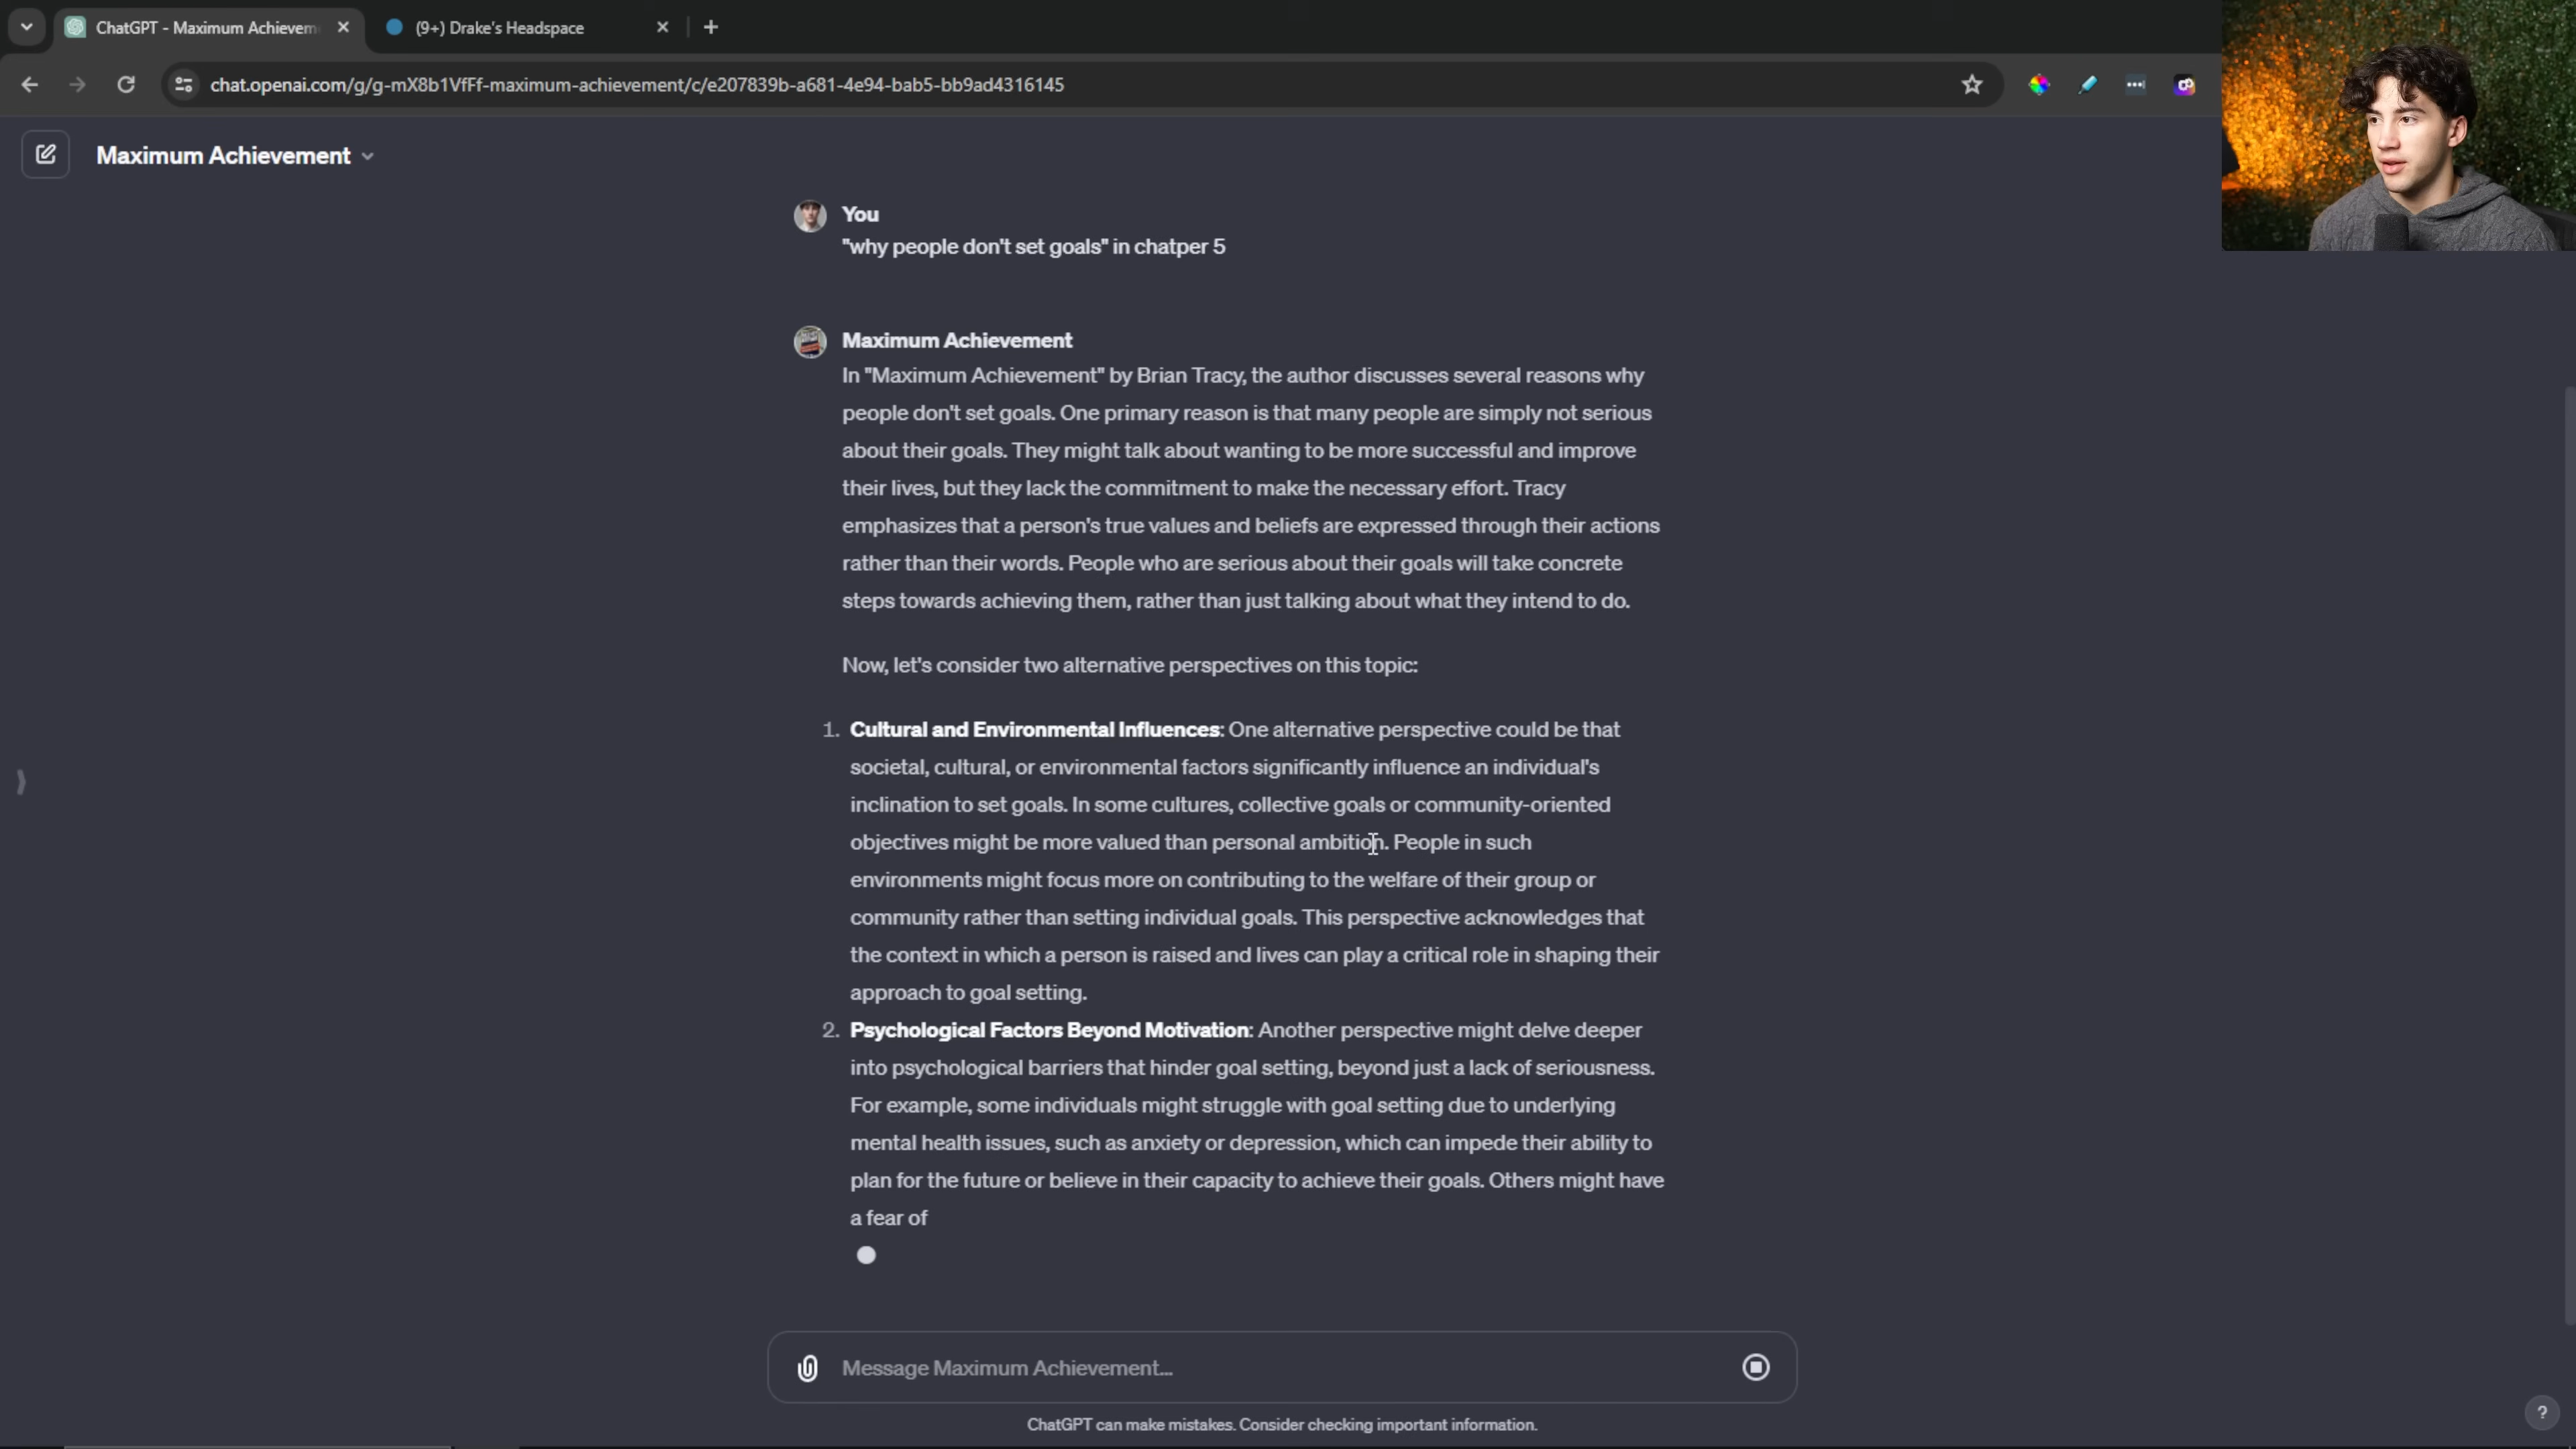 ChatGPT - Maximum Achievem
(9+) Drake's Headspace
chat.openai.com/g/g-mX8b1VfFf-maximum-achievement/c/e207839b-a681-4e94-bab5-bb9ad4316145
Maximum Achievement
You
"why people don't set goals" in chatper 5
Maximum Achievement
In "Maximum Achievement" by Brian Tracy, the author discusses several reasons why
people don't set goals. One primary reason is that many people are simply not serious
about their goals. They might talk about wanting to be more successful and improve
their lives, but they lack the commitment to make the necessary effort. Tracy
emphasizes that a person's true values and beliefs are expressed through their actions
rather than their words. People who are serious about their goals will take concrete
steps towards achieving them, rather than just talking about what they intend to do.
Now, let's consider two alternative perspectives on this topic:
1. Cultural and Environmental Influences: One alternative perspective could be that
societal, cultural, or environmental factors significantly influence an individual's
inclination to set goals. In some cultures, collective goals or community-oriented
objectives might be more valued than personal ambition. People in such
environments might focus more on contributing to the welfare of their group or
community rather than setting individual goals. This perspective acknowledges that
the context in which a person is raised and lives can play a critical role in shaping their
approach to goal setting.
2. Psychological Factors Beyond Motivation: Another perspective might delve deeper
into psychological barriers that hinder goal setting, beyond just a lack of seriousness.
For example, some individuals might struggle with goal setting due to underlying
mental health issues, such as anxiety or depression, which can impede their ability to
plan for the future or believe in their capacity to achieve their goals. Others might have
a fear of
Message Maximum Achievement...
ChatGPT can make mistakes. Consider checking important information.
?